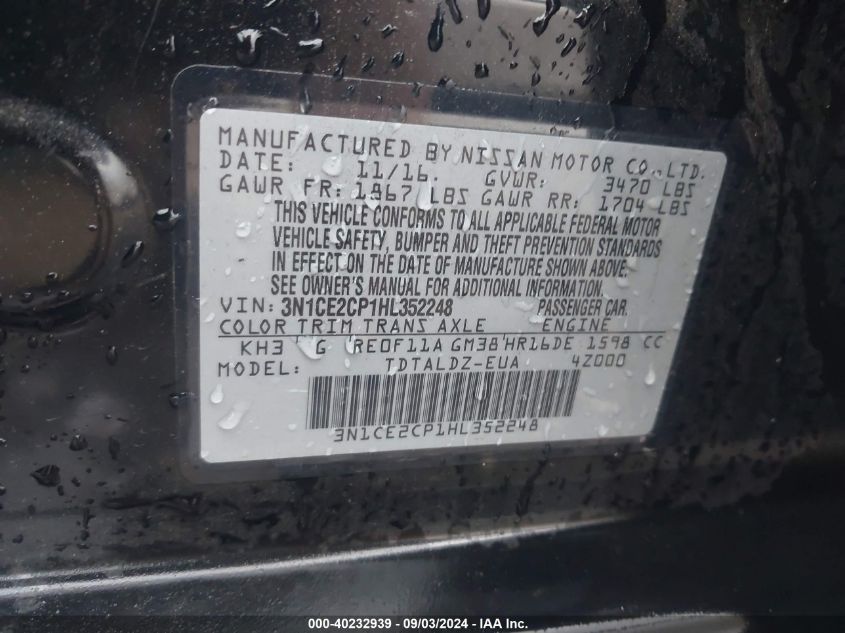 MANUFACTURED BY NISSAN MOTOR CO.,LTD.
DATE: 11/16. GVWR: 3470 LBS
GAWR FR: 1867 LBS GAWR RR: 1704 LBS
THIS VEHICLE CONFORMS TO ALL APPLICABLE FEDERAL MOTOR
VEHICLE SAFETY, BUMPER AND THEFT PREVENTION STANDARDS
IN EFFECT ON THE DATE OF MANUFACTURE SHOWN ABOVE.
SEE OWNER'S MANUAL FOR ADDITIONAL INFORMATION.
VIN: 3N1CE2CP1HL352248 PASSENGER CAR.
COLOR TRIM TRANS AXLE ENGINE
KH3 G RE0F11A GM38 HR16DE 1598 CC
MODEL: TDTALDZ-EUA 4Z000
3N1CE2CP1HL352248
000-40232939 - 09/03/2024 - IAA Inc.